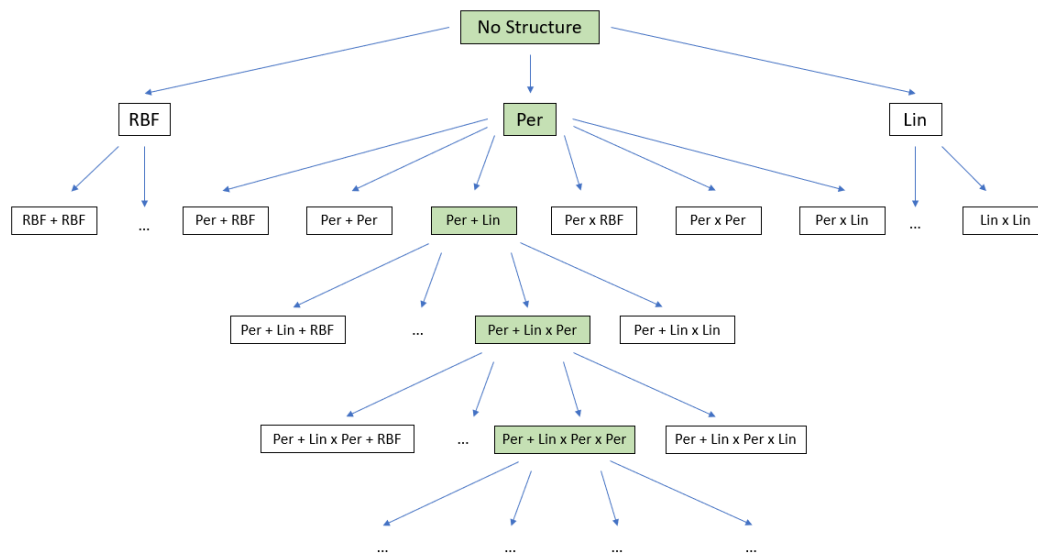 No Structure
RBF
Per
Lin
RBF + RBF
...
Per + RBF
Per + Per
Per + Lin
Per x RBF
Per x Per
Per x Lin
...
Lin x Lin
Per + Lin + RBF
...
Per + Lin x Per
Per + Lin x Lin
Per + Lin x Per + RBF
...
Per + Lin x Per x Per
Per + Lin x Per x Lin
...
...
...
...